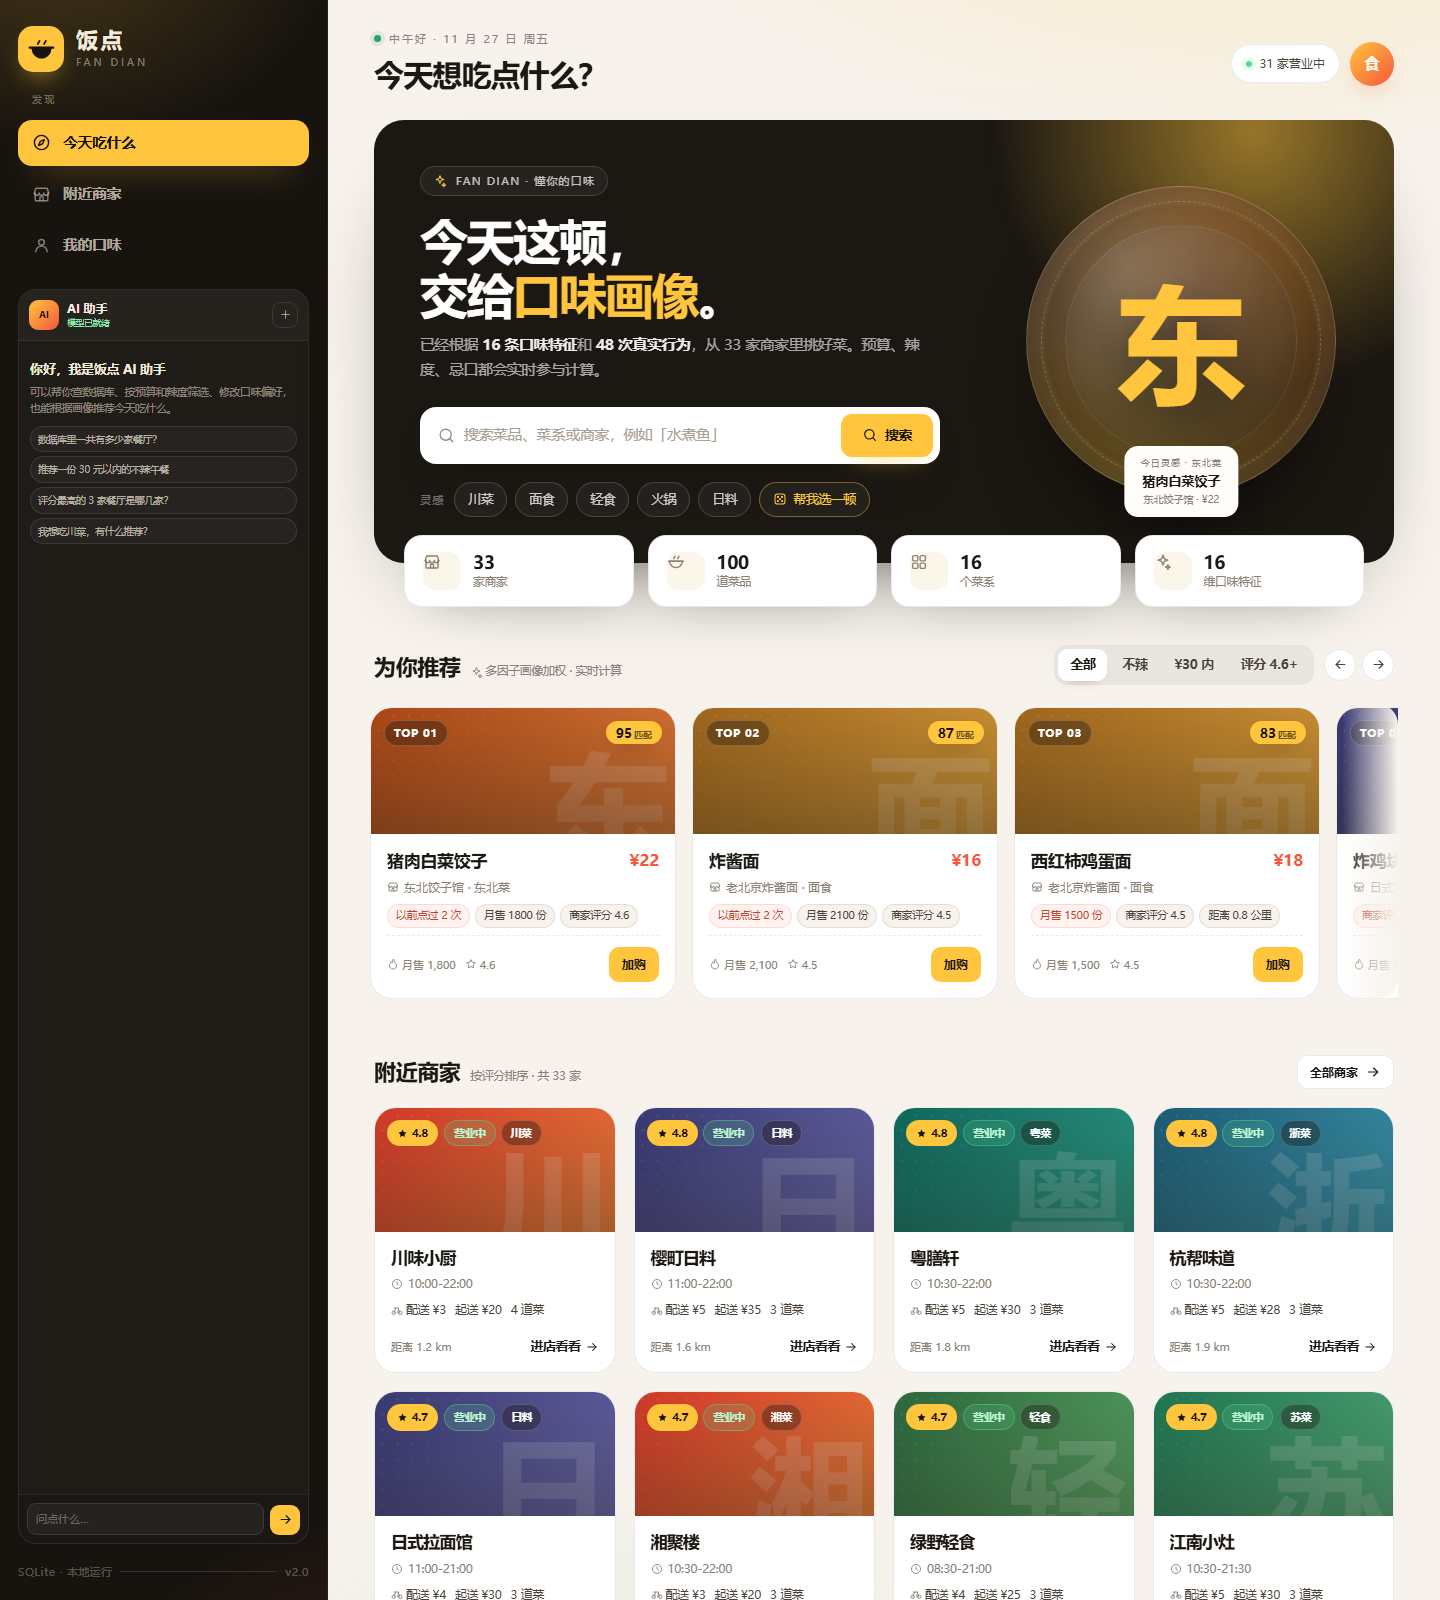 饭点
FAN DIAN
发现
今天吃什么
附近商家
我的口味
AI
AI 助手
模型已就绪
你好，我是饭点 AI 助手
可以帮你查数据库、按预算和辣度筛选、修改口味偏好，
也能根据画像推荐今天吃什么。
数据库里一共有多少家餐厅？
推荐一份 30 元以内的不辣午餐
评分最高的 3 家餐厅是哪几家？
我想吃川菜，有什么推荐？
问点什么...
SQLite · 本地运行
v2.0
中午好 · 11 月 27 日 周五
今天想吃点什么？
31 家营业中
食
FAN DIAN · 懂你的口味
今天这顿，
交给口味画像。
已经根据 16 条口味特征和 48 次真实行为，从 33 家商家里挑好菜。预算、辣
度、忌口都会实时参与计算。
搜索菜品、菜系或商家，例如「水煮鱼」
搜索
灵感
川菜
面食
轻食
火锅
日料
帮我选一顿
东
今日灵感 · 东北菜
猪肉白菜饺子
东北饺子馆 · ¥22
33
家商家
100
道菜品
16
个菜系
16
维口味特征
为你推荐
多因子画像加权 · 实时计算
全部
不辣
¥30 内
评分 4.6+
TOP 01
95 匹配
东
猪肉白菜饺子
¥22
东北饺子馆 · 东北菜
以前点过 2 次
月售 1800 份
商家评分 4.6
月售 1,800
4.6
加购
TOP 02
87 匹配
面
炸酱面
¥16
老北京炸酱面 · 面食
以前点过 2 次
月售 2100 份
商家评分 4.5
月售 2,100
4.5
加购
TOP 03
83 匹配
面
西红柿鸡蛋面
¥18
老北京炸酱面 · 面食
月售 1500 份
商家评分 4.5
距离 0.8 公里
月售 1,500
4.5
加购
TOP 0
炸鸡
日式
商家评
月售
附近商家
按评分排序 · 共 33 家
全部商家
4.8
营业中
川菜
川
川味小厨
10:00-22:00
配送 ¥3 起送 ¥20 4 道菜
距离 1.2 km
进店看看
4.8
营业中
日料
日
樱町日料
11:00-22:00
配送 ¥5 起送 ¥35 3 道菜
距离 1.6 km
进店看看
4.8
营业中
粤菜
粤
粤膳轩
10:30-22:00
配送 ¥5 起送 ¥30 3 道菜
距离 1.8 km
进店看看
4.8
营业中
浙菜
浙
杭帮味道
10:30-22:00
配送 ¥5 起送 ¥28 3 道菜
距离 1.9 km
进店看看
4.7
营业中
日料
日
日式拉面馆
11:00-21:00
配送 ¥4 起送 ¥30 3 道菜
4.7
营业中
湘菜
湘
湘聚楼
10:30-22:00
配送 ¥3 起送 ¥20 3 道菜
4.7
营业中
轻食
轻
绿野轻食
08:30-21:00
配送 ¥4 起送 ¥25 3 道菜
4.7
营业中
苏菜
苏
江南小灶
10:30-21:30
配送 ¥5 起送 ¥30 3 道菜